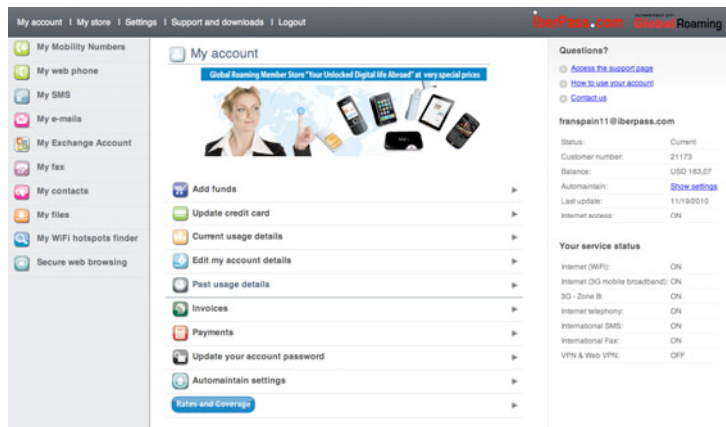 My account | My store | Settings | Support and downloads | Logout
iberPass.com
POWERED BY
Global Roaming
My Mobility Numbers
My web phone
My SMS
My e-mails
My Exchange Account
My fax
My contacts
My files
My WiFi hotspots finder
Secure web browsing
My account
Global Roaming Member Store "Your Unlocked Digital life Abroad" at very special prices
Add funds
Update credit card
Current usage details
Edit my account details
Past usage details
Invoices
Payments
Update your account password
Automaintain settings
Rates and Coverage
Questions?
Access the support page
How to use your account
Contact us
franspain11@iberpass.com
Status: Current
Customer number: 21173
Balance: USD 163,07
Automaintain: Show settings
Last update: 11/19/2010
Internet access: ON
Your service status
Internet (WiFi): ON
Internet (3G mobile broadband): ON
3G - Zone B: ON
Internet telephony: ON
International SMS: ON
International Fax: ON
VPN & Web VPN: OFF